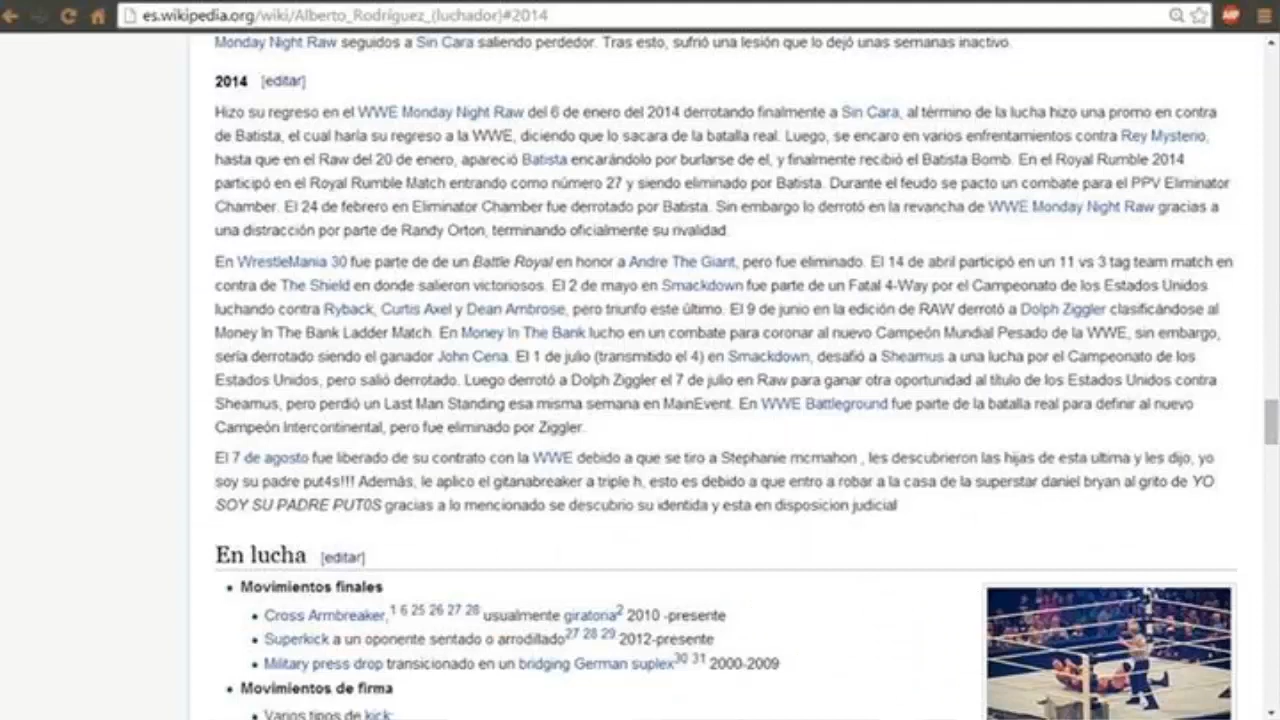 es.wikipedia.org/wiki/Alberto_Rodríguez_(luchador)#2014
ABP
Monday Night Raw seguidos a Sin Cara saliendo perdedor. Tras esto, sufrió una lesión que lo dejó unas semanas inactivo.
2014 [editar]
Hizo su regreso en el WWE Monday Night Raw del 6 de enero del 2014 derrotando finalmente a Sin Cara, al término de la lucha hizo una promo en contra
de Batista, el cual haría su regreso a la WWE, diciendo que lo sacara de la batalla real. Luego, se encaro en varios enfrentamientos contra Rey Mysterio,
hasta que en el Raw del 20 de enero, apareció Batista encarándolo por burlarse de el, y finalmente recibió el Batista Bomb. En el Royal Rumble 2014
participó en el Royal Rumble Match entrando como número 27 y siendo eliminado por Batista. Durante el feudo se pacto un combate para el PPV Eliminator
Chamber. El 24 de febrero en Eliminator Chamber fue derrotado por Batista. Sin embargo lo derrotó en la revancha de WWE Monday Night Raw gracias a
una distracción por parte de Randy Orton, terminando oficialmente su rivalidad.
En WrestleMania 30 fue parte de de un Battle Royal en honor a Andre The Giant, pero fue eliminado. El 14 de abril participó en un 11 vs 3 tag team match en
contra de The Shield en donde salieron victoriosos. El 2 de mayo en Smackdown fue parte de un Fatal 4-Way por el Campeonato de los Estados Unidos
luchando contra Ryback, Curtis Axel y Dean Ambrose, pero triunfo este último. El 9 de junio en la edición de RAW derrotó a Dolph Ziggler clasificándose al
Money In The Bank Ladder Match. En Money In The Bank lucho en un combate para coronar al nuevo Campeón Mundial Pesado de la WWE, sin embargo,
sería derrotado siendo el ganador John Cena. El 1 de julio (transmitido el 4) en Smackdown, desafió a Sheamus a una lucha por el Campeonato de los
Estados Unidos, pero salió derrotado. Luego derrotó a Dolph Ziggler el 7 de julio en Raw para ganar otra oportunidad al título de los Estados Unidos contra
Sheamus, pero perdió un Last Man Standing esa misma semana en MainEvent. En WWE Battleground fue parte de la batalla real para definir al nuevo
Campeón Intercontinental, pero fue eliminado por Ziggler.
El 7 de agosto fue liberado de su contrato con la WWE debido a que se tiro a Stephanie mcmahon , les descubrieron las hijas de esta ultima y les dijo, yo
soy su padre put4s!!! Además, le aplico el gitanabreaker a triple h, esto es debido a que entro a robar a la casa de la superstar daniel bryan al grito de YO
SOY SU PADRE PUT0S gracias a lo mencionado se descubrio su identida y esta en disposicion judicial
En lucha [editar]
• Movimientos finales
• Cross Armbreaker,1 6 25 26 27 28 usualmente giratoria2 2010 -presente
• Superkick a un oponente sentado o arrodillado27 28 29 2012-presente
• Military press drop transicionado en un bridging German suplex30 31 2000-2009
• Movimientos de firma
• Varios tipos de kick: